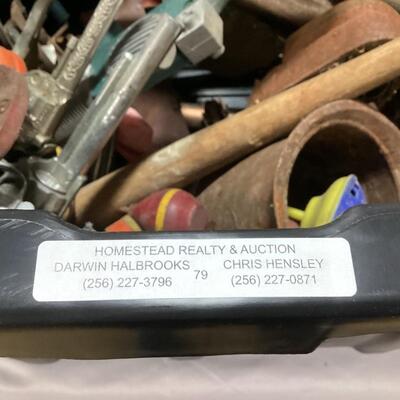 HOMESTEAD REALTY & AUCTION
DARWIN HALBROOKS 79 CHRIS HENSLEY
(256) 227-3796 (256) 227-0871